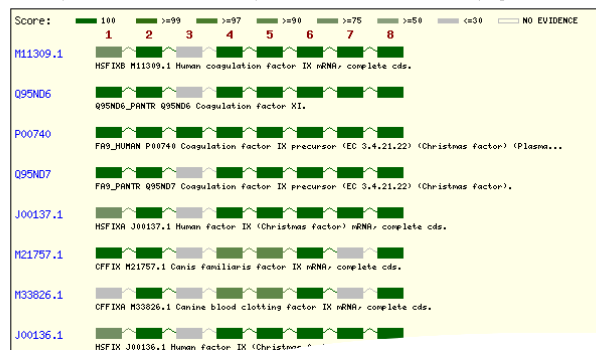 Score: 100 >=99 >=97 >=90 >=75 >=50 <=30 NO EVIDENCE
1 2 3 4 5 6 7 8
M11309.1
HSFIXB M11309.1 Human coagulation factor IX mRNA, complete cds.
Q95ND6
Q95ND6_PANTR Q95ND6 Coagulation factor XI.
P00740
FA9_HUMAN P00740 Coagulation factor IX precursor (EC 3.4.21.22) (Christmas factor) (Plasma...
Q95ND7
FA9_PANTR Q95ND7 Coagulation factor IX precursor (EC 3.4.21.22) (Christmas factor).
J00137.1
HSFIXA J00137.1 Human factor IX (Christmas factor) mRNA, complete cds.
M21757.1
CFFIX M21757.1 Canis familiaris factor IX mRNA, complete cds.
M33826.1
CFFIXA M33826.1 Canine blood clotting factor IX mRNA, complete cds.
J00136.1
HSFIX J00136.1 Human factor IX (Christmas